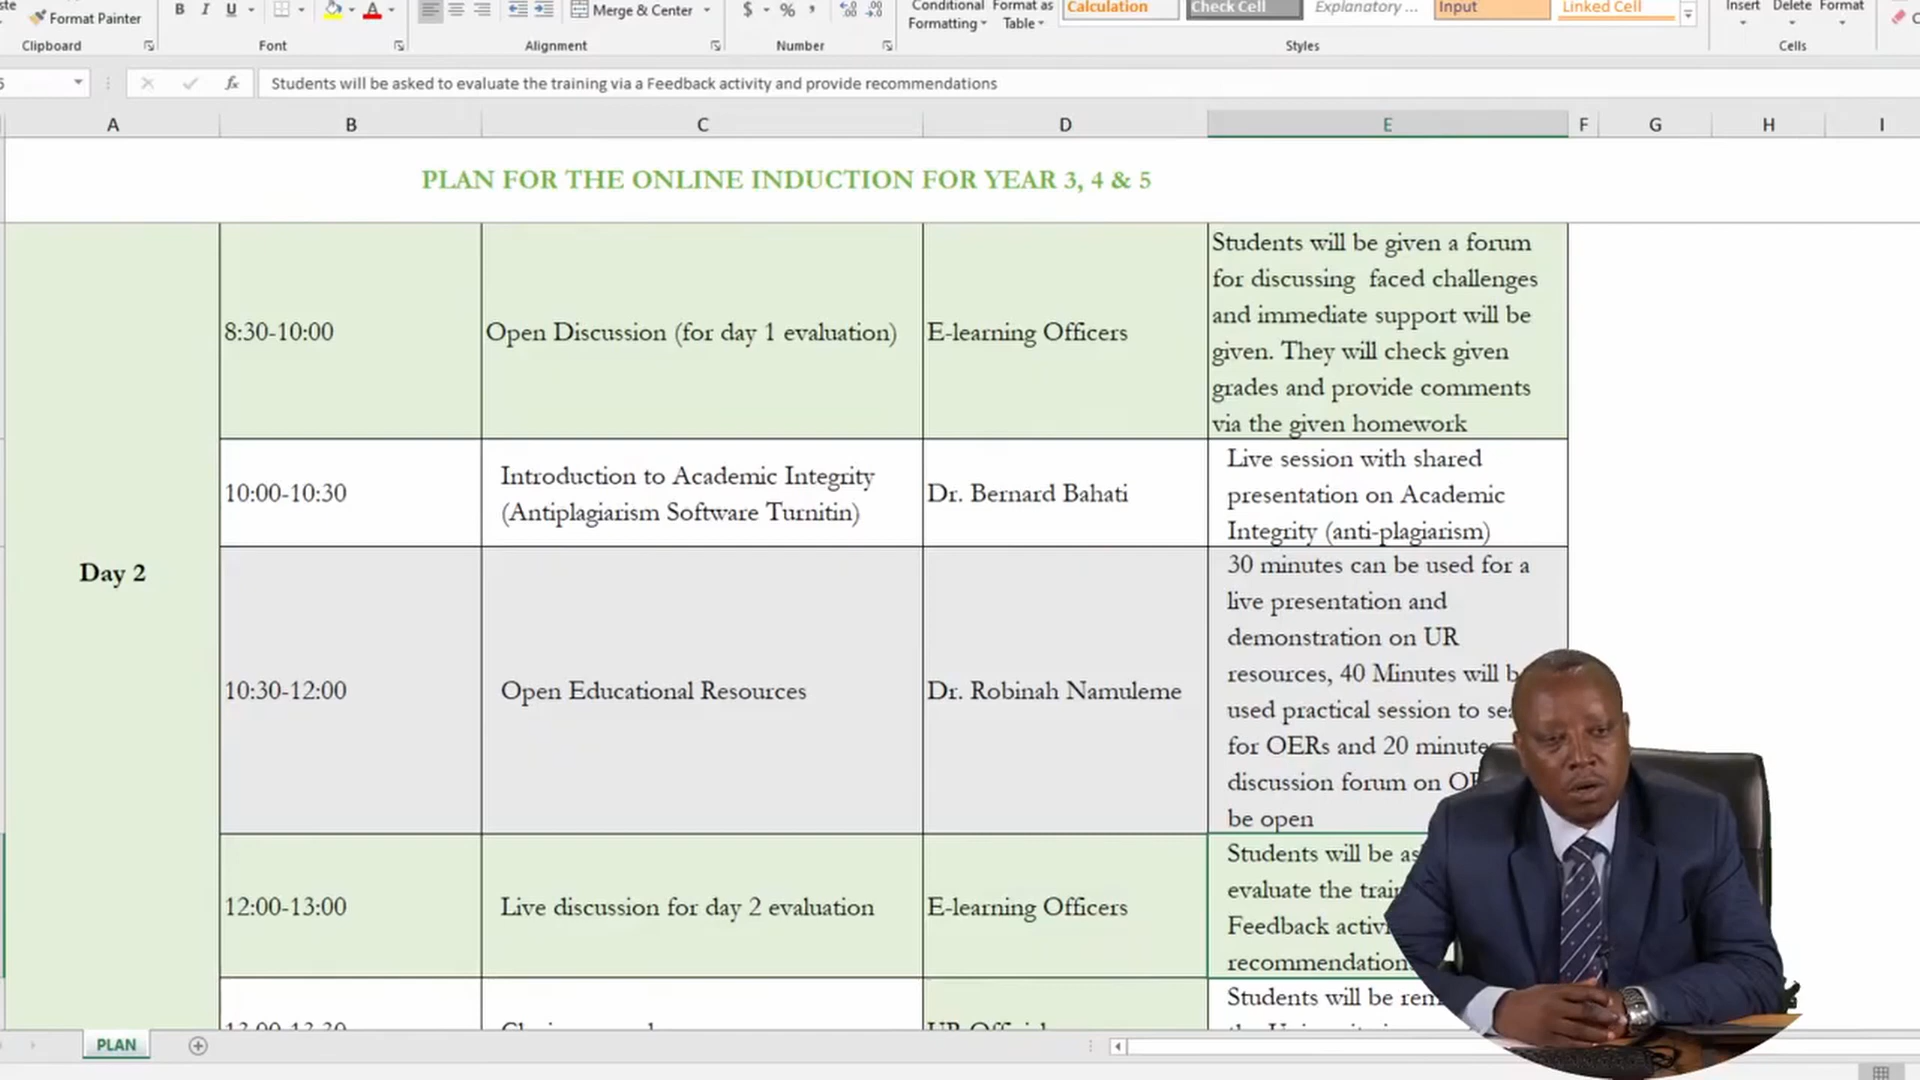 Format Painter
B I U
Merge & Center
$ % ,
Conditional
Formatting
Format as
Table
Calculation
Check Cell
Explanatory ...
Input
Linked Cell
Insert
Delete
Format
Clipboard
Font
Alignment
Number
Styles
Cells
fx
Students will be asked to evaluate the training via a Feedback activity and provide recommendations
A B C D E F G H I
PLAN FOR THE ONLINE INDUCTION FOR YEAR 3, 4 & 5
Day 2
8:30-10:00
Open Discussion (for day 1 evaluation)
E-learning Officers
Students will be given a forum
for discussing faced challenges
and immediate support will be
given. They will check given
grades and provide comments
via the given homework
10:00-10:30
Introduction to Academic Integrity
(Antiplagiarism Software Turnitin)
Dr. Bernard Bahati
Live session with shared
presentation on Academic
Integrity (anti-plagiarism)
10:30-12:00
Open Educational Resources
Dr. Robinah Namuleme
30 minutes can be used for a
live presentation and
demonstration on UR
resources, 40 Minutes will
used practical session to
for OERs and 20
discussion forum on
be open
12:00-13:00
Live discussion for day 2 evaluation
E-learning Officers
Students will be
evaluate the
Feedback
Students will be
PLAN